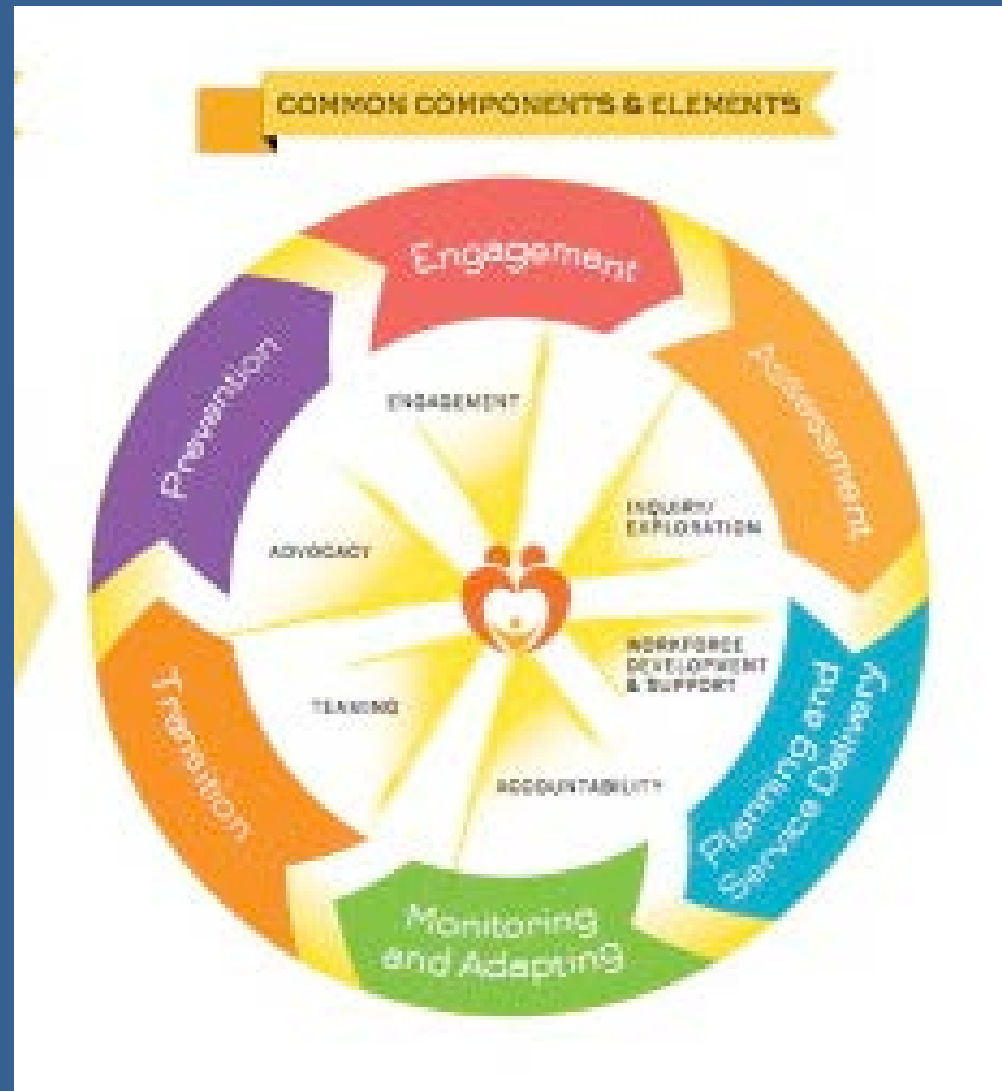 COMMON COMPONENTS & ELEMENTS
Engagement
Assessment
Planning and
Service Delivery
Monitoring
and Adapting
Transition
Prevention
ENGAGEMENT
INQUIRY/
EXPLORATION
WORKFORCE
DEVELOPMENT
& SUPPORT
ACCOUNTABILITY
TEAMING
ADVOCACY